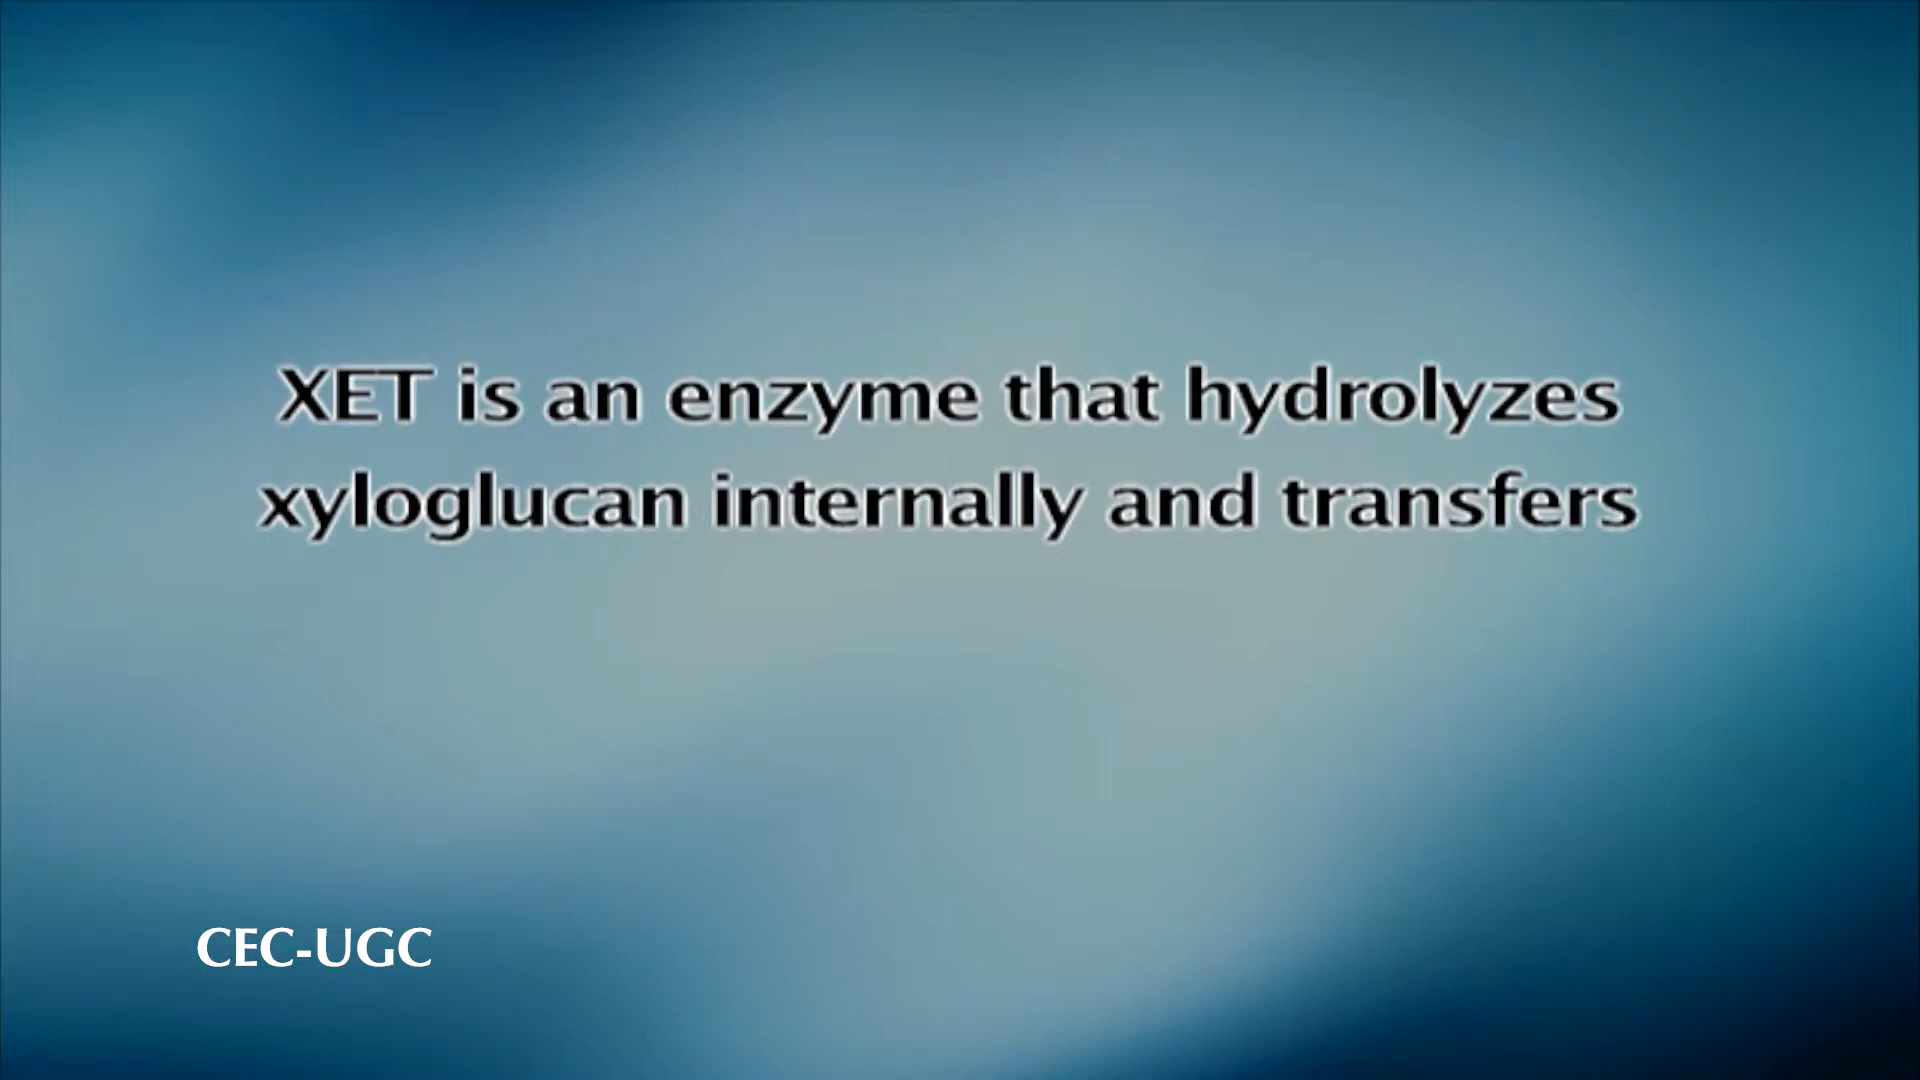 XET is an enzyme that hydrolyzes
xyloglucan internally and transfers
CEC-UGC